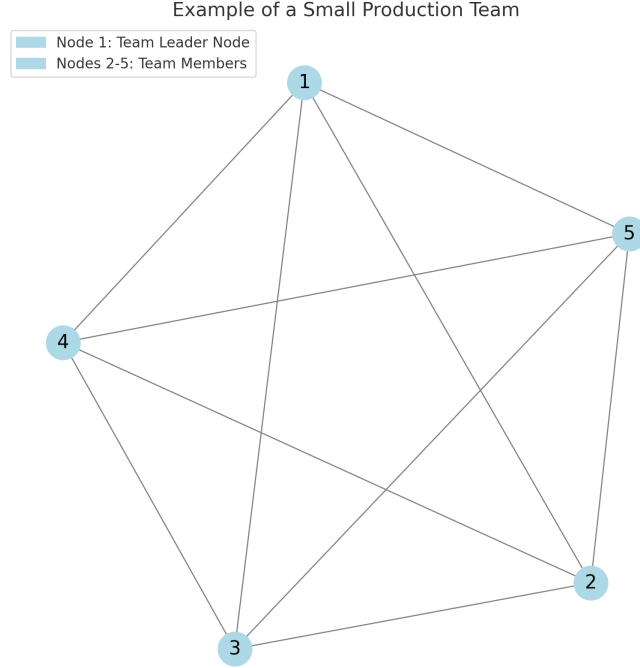 Example of a Small Production Team
Node 1: Team Leader Node
Nodes 2-5: Team Members
1
5
4
2
3